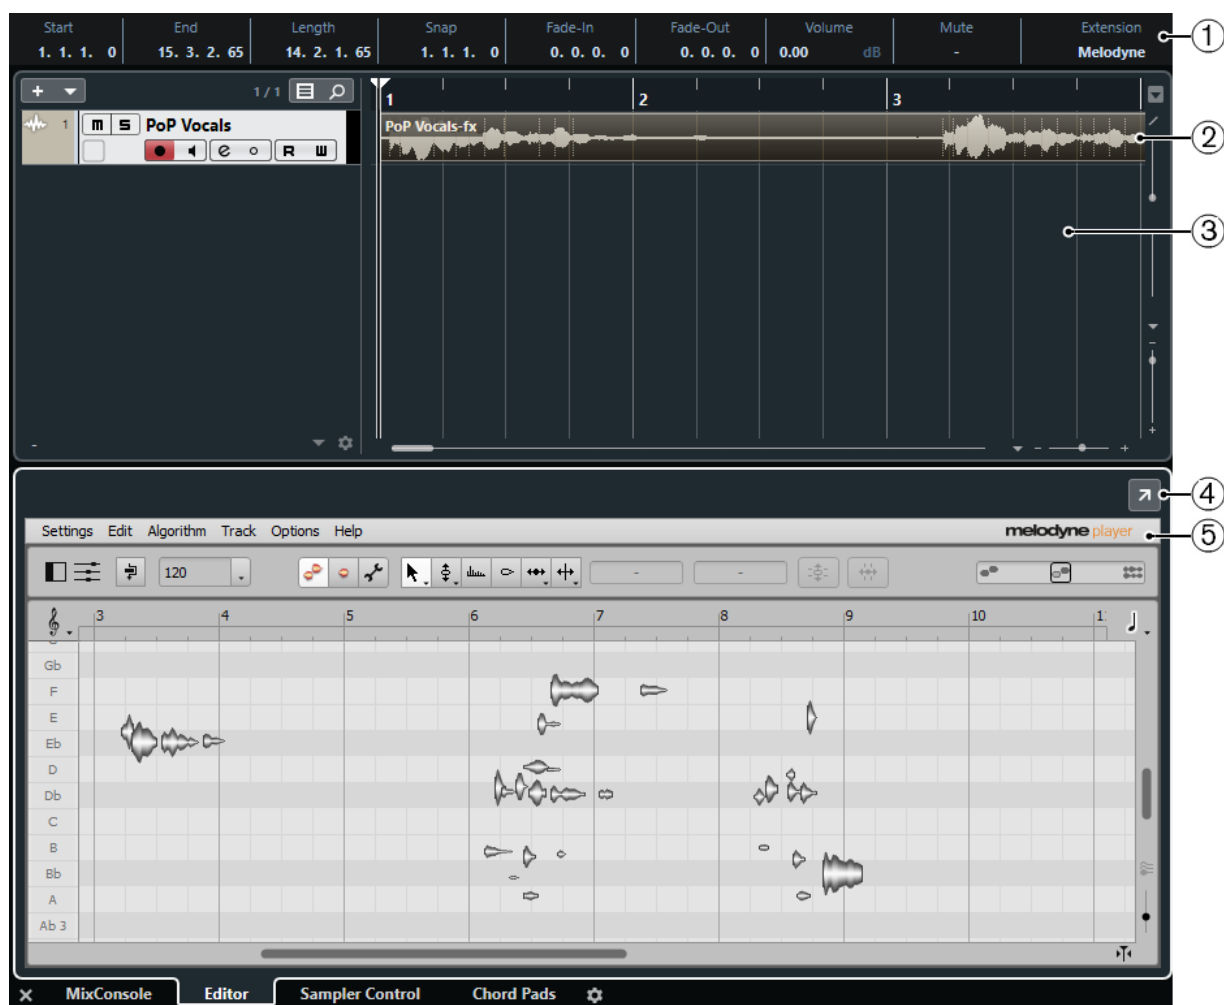 Start End Length Snap Fade-In Fade-Out Volume Mute Extension
1. 1. 1. 0 15. 3. 2. 65 14. 2. 1. 65 1. 1. 1. 0 0. 0. 0. 0 0. 0. 0. 0 0.00 dB - Melodyne
1
+ 1 / 1 1 2 3
1 m S PoP Vocals PoP Vocals-fx
2
e R W
3
-
- +
4
Settings Edit Algorithm Track Options Help melodyne player
5
120 - -
3 4 5 6 7 8 9 10 1
Gb
F
E
Eb
D
Db
C
B
Bb
A
Ab 3
MixConsole Editor Sampler Control Chord Pads